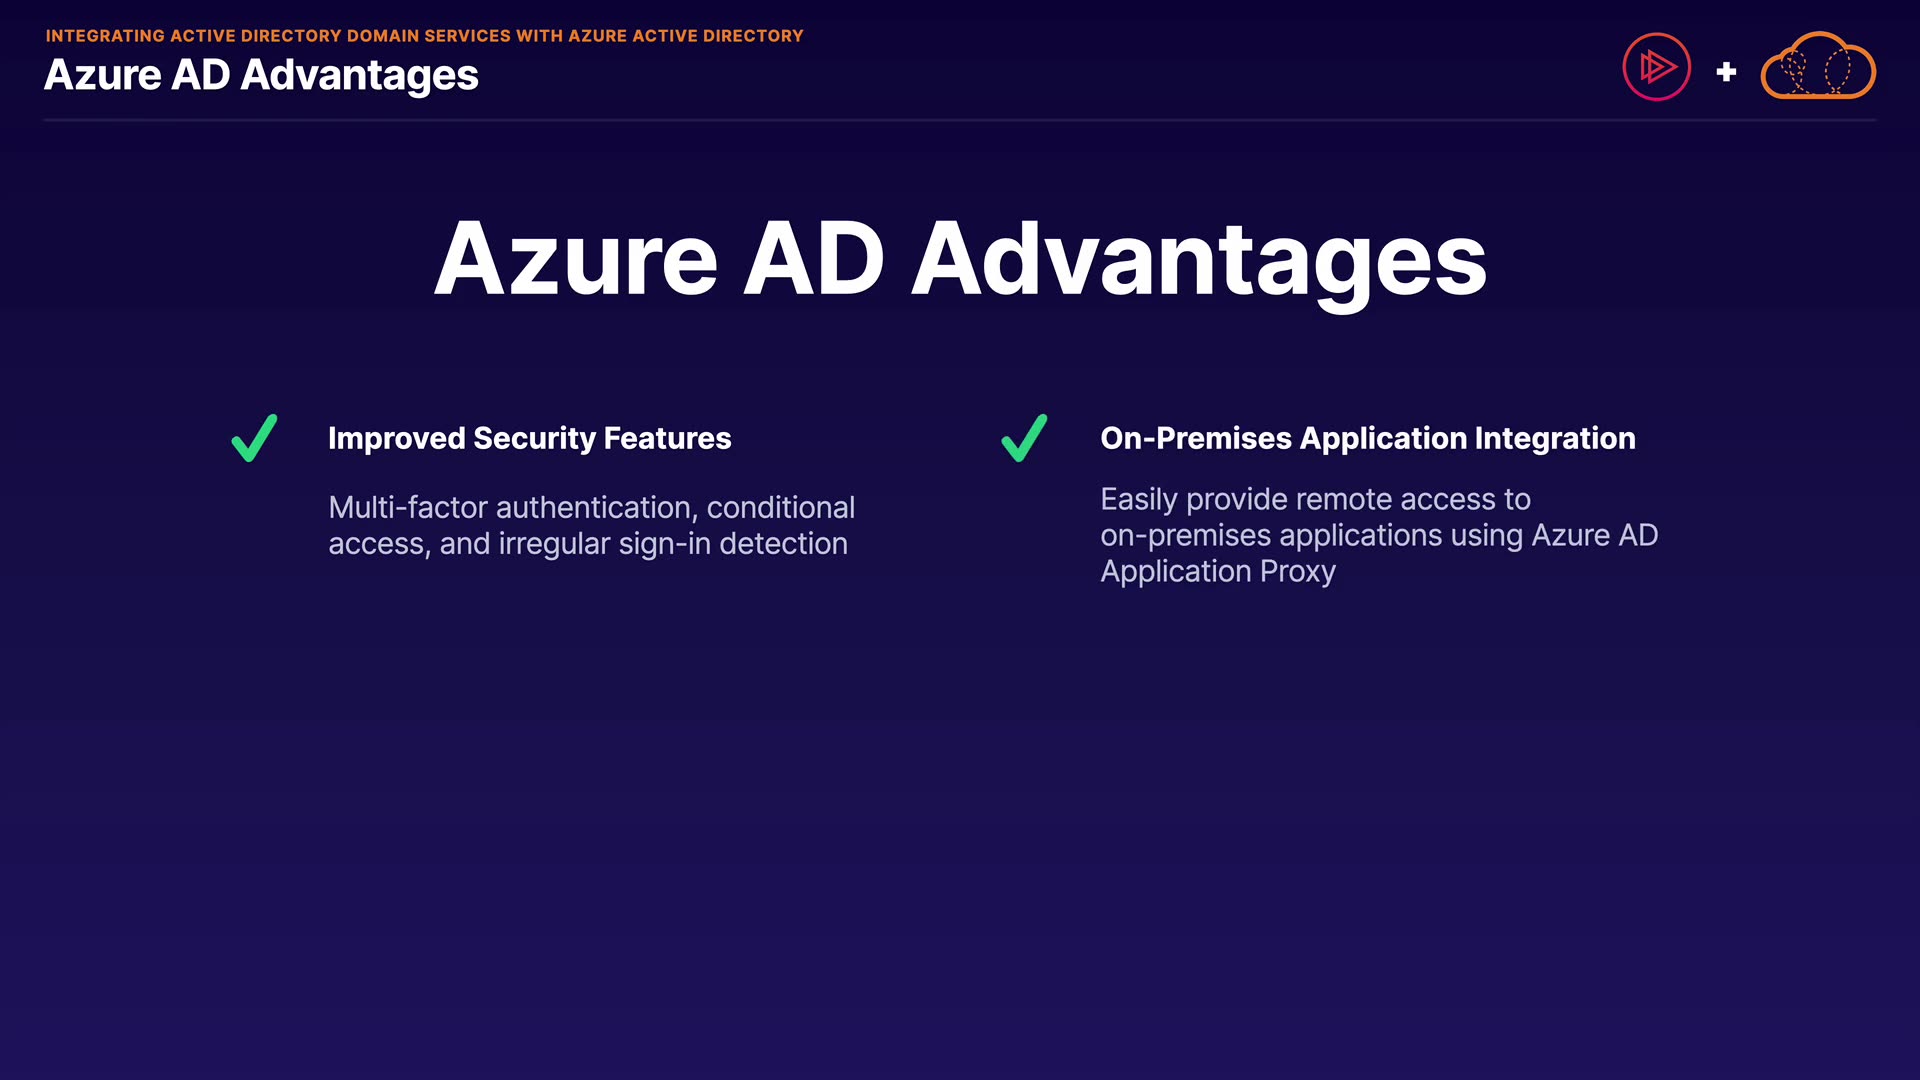 INTEGRATING ACTIVE DIRECTORY DOMAIN SERVICES WITH AZURE ACTIVE DIRECTORY
Azure AD Advantages
Azure AD Advantages
Improved Security Features
Multi-factor authentication, conditional
access, and irregular sign-in detection
On-Premises Application Integration
Easily provide remote access to
on-premises applications using Azure AD
Application Proxy